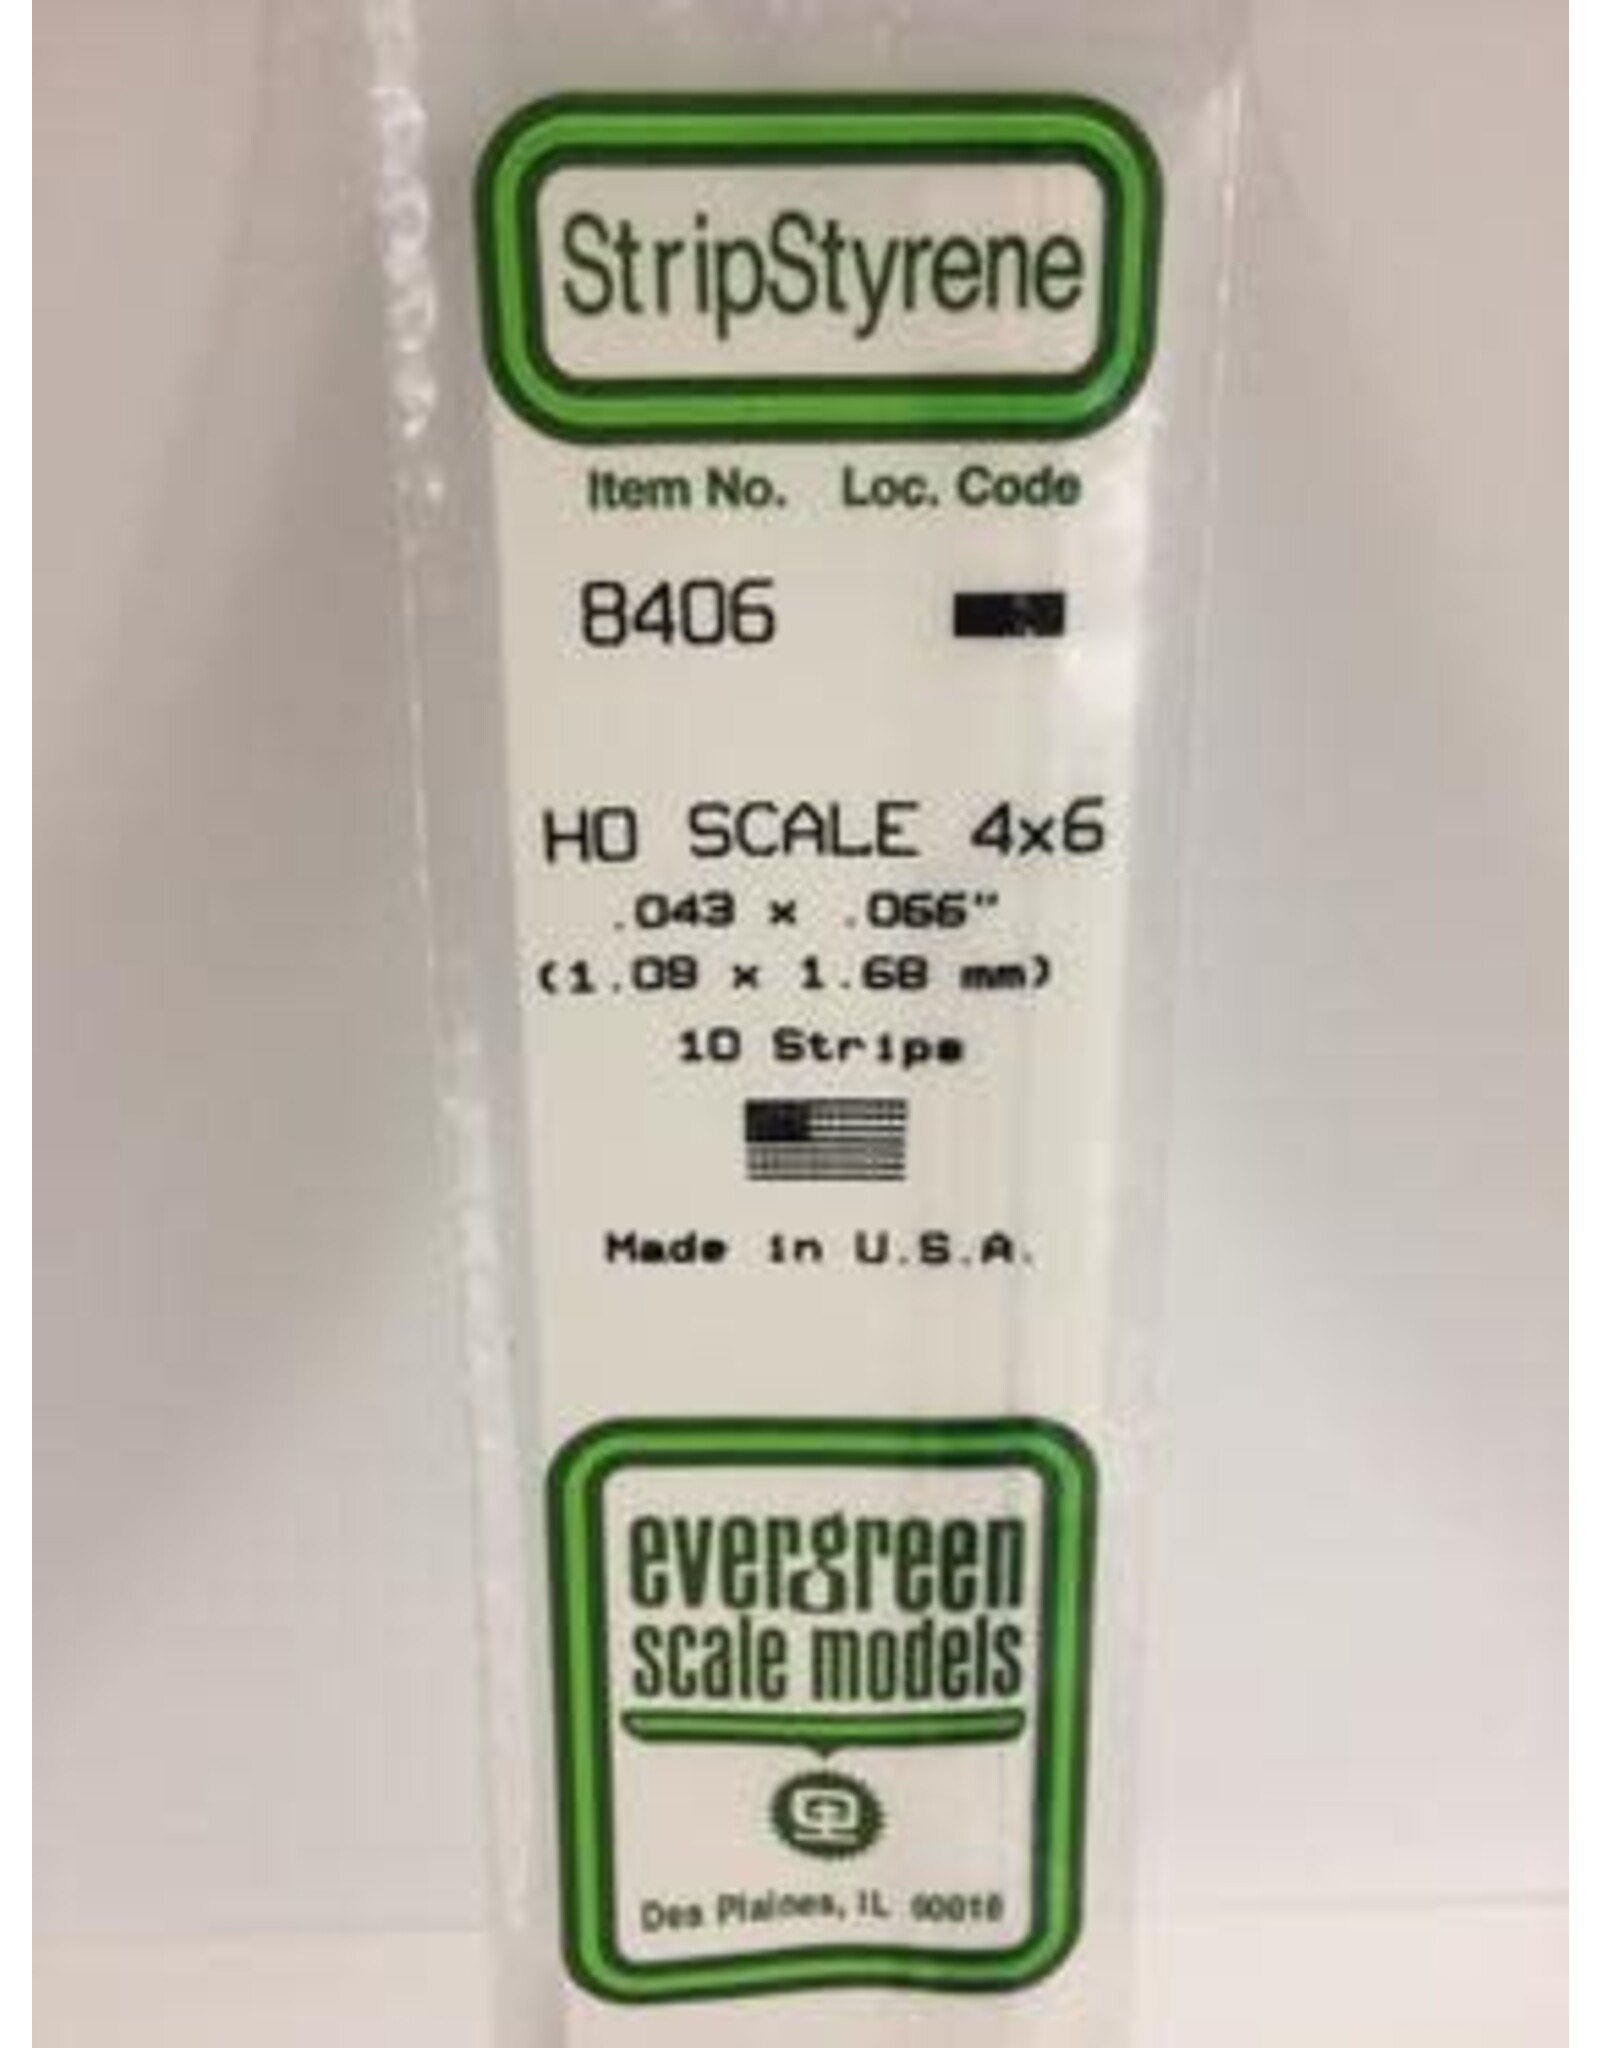 StripStyrene
Item No. Loc. Code
8406
HO SCALE 4x6
.043 x .066"
(1.09 x 1.68 mm)
10 Strips
Made in U.S.A.
evergreen
scale models
Des Plaines, IL